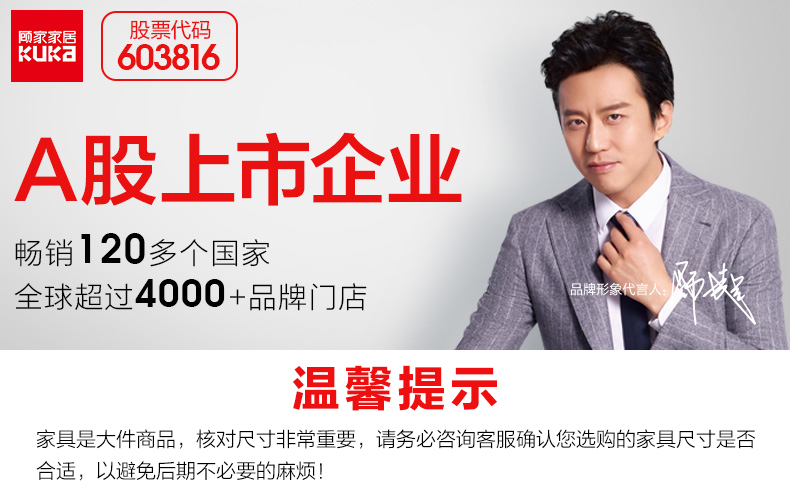 顾家家居
KUKa
股票代码
603816
A股上市企业
畅销120多个国家
全球超过4000+品牌门店
品牌形象代言人:
温馨提示
家具是大件商品，核对尺寸非常重要，请务必咨询客服确认您选购的家具尺寸是否
合适，以避免后期不必要的麻烦！